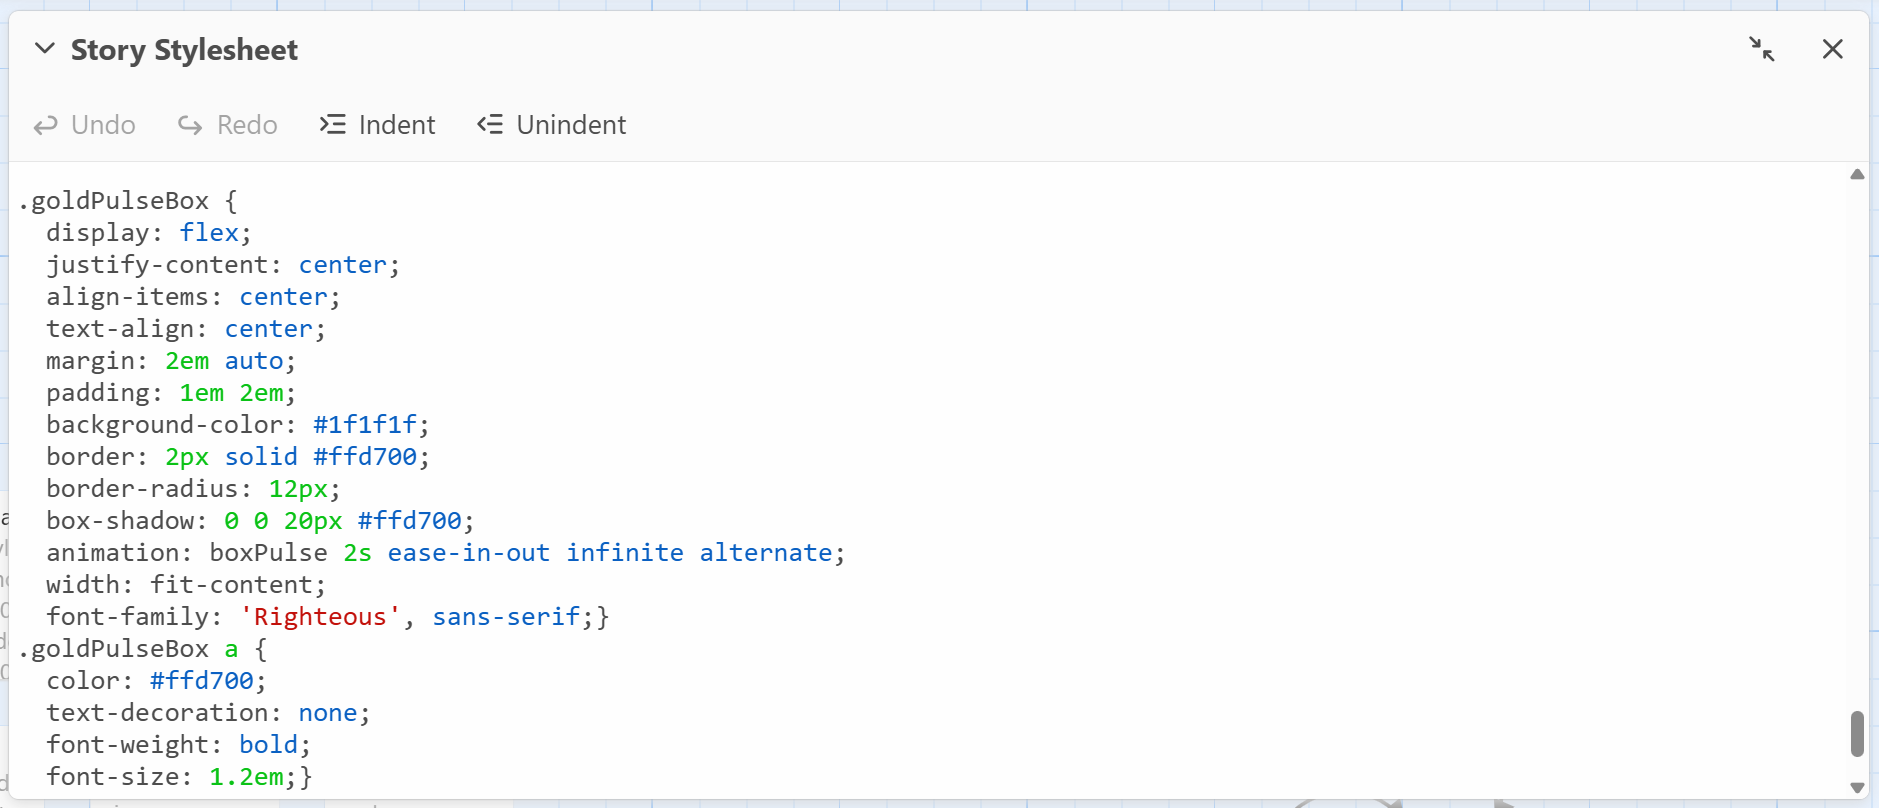 Story Stylesheet
Undo Redo Indent Unindent
.goldPulseBox {
  display: flex;
  justify-content: center;
  align-items: center;
  text-align: center;
  margin: 2em auto;
  padding: 1em 2em;
  background-color: #1f1f1f;
  border: 2px solid #ffd700;
  border-radius: 12px;
  box-shadow: 0 0 20px #ffd700;
  animation: boxPulse 2s ease-in-out infinite alternate;
  width: fit-content;
  font-family: 'Righteous', sans-serif;}
.goldPulseBox a {
  color: #ffd700;
  text-decoration: none;
  font-weight: bold;
  font-size: 1.2em;}